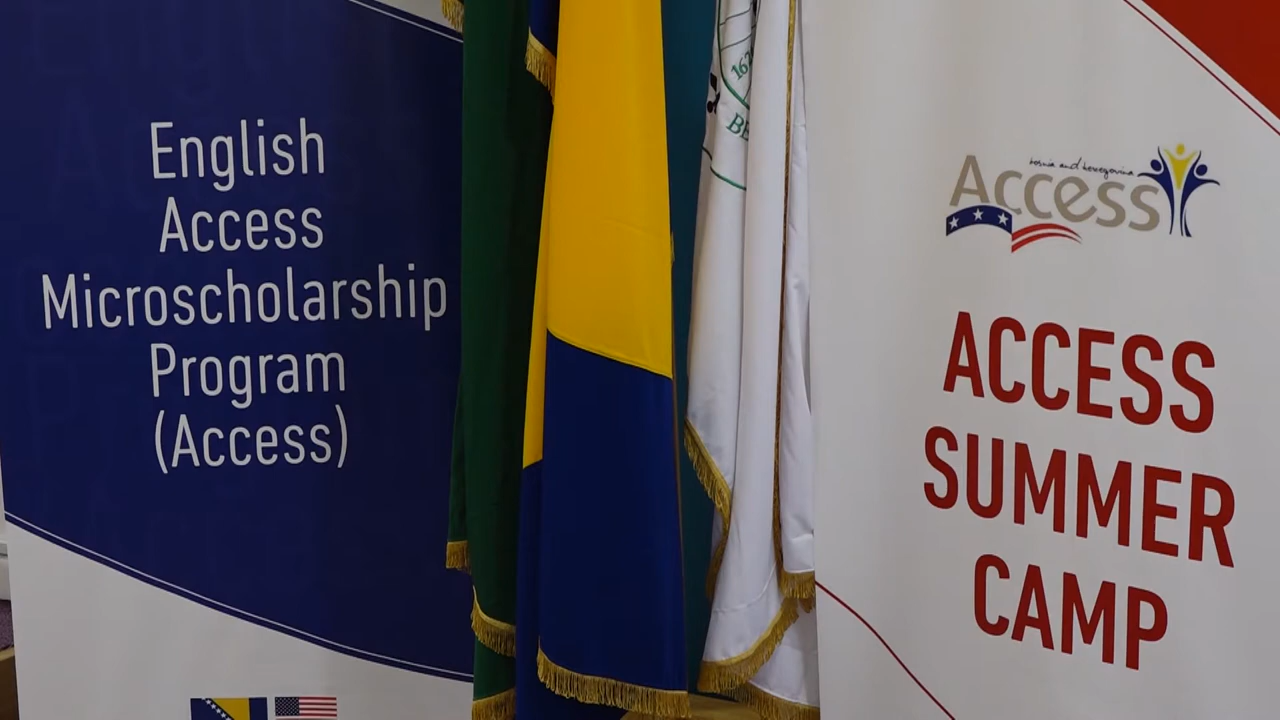 English
Access
Microscholarship
Program
(Access)
bosnia and herzegovina
Access
ACCESS
SUMMER
CAMP